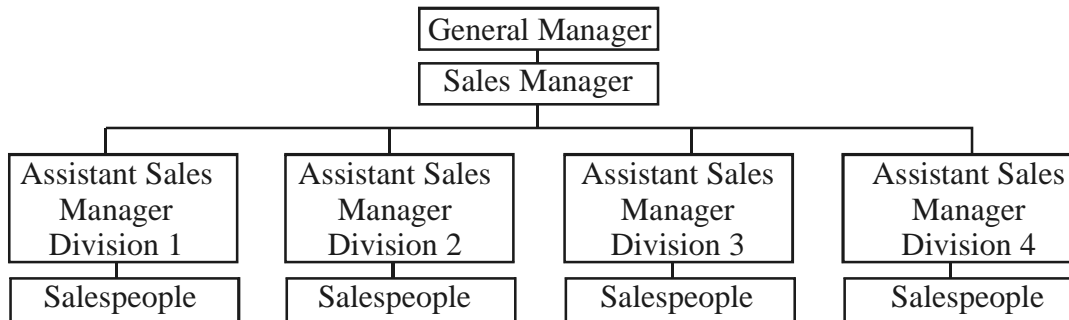 General Manager
Sales Manager
Assistant Sales
Manager
Division 1
Assistant Sales
Manager
Division 2
Assistant Sales
Manager
Division 3
Assistant Sales
Manager
Division 4
Salespeople
Salespeople
Salespeople
Salespeople